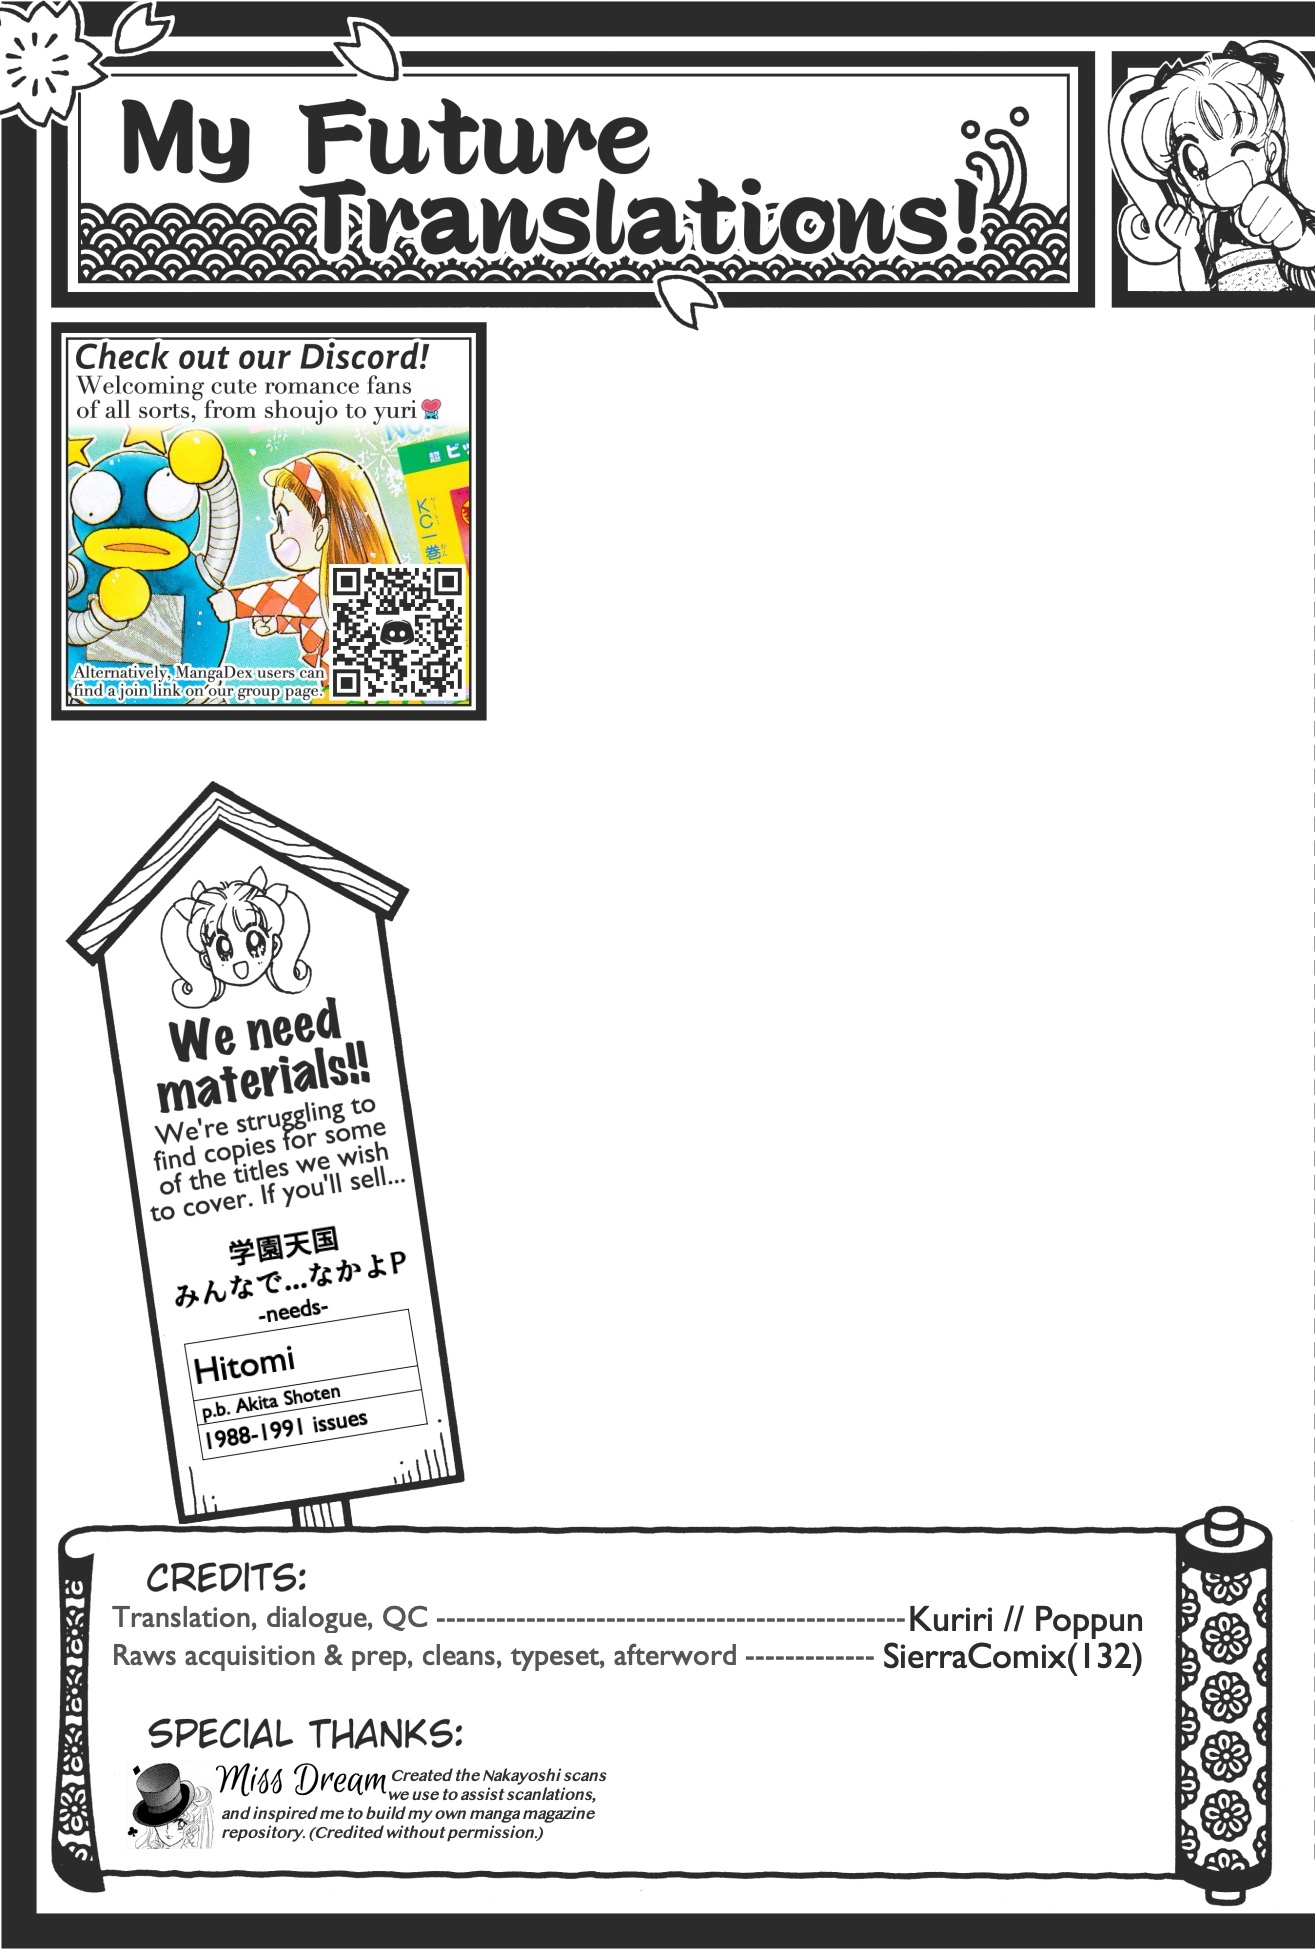 My Future
Translations!
Check out our Discord!
Welcoming cute romance fans
of all sorts, from shoujo to yuri
No.
超ビッ
KC一巻
Alternatively, MangaDex users can
find a join link on our group page.
We need
materials!!
We're struggling to
find copies for some
of the titles we wish
to cover. If you'll sell...
学園天国
みんなで...なかよP
-needs-
Hitomi
p.b. Akita Shoten
1988-1991 issues
CREDITS:
Translation, dialogue, QC ----------------------------------------------- Kuriri // Poppun
Raws acquisition & prep, cleans, typeset, afterword ------------- SierraComix(132)
SPECIAL THANKS:
Miss Dream Created the Nakayoshi scans
we use to assist scanlations,
and inspired me to build my own manga magazine
repository. (Credited without permission.)